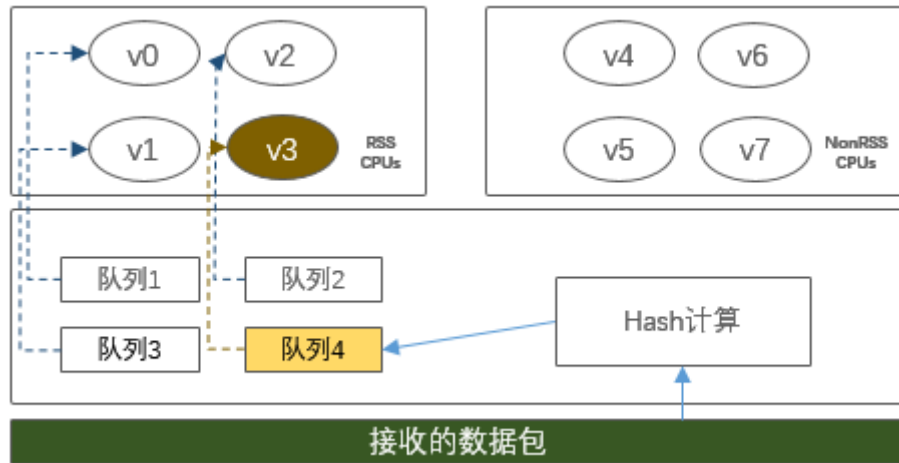 v0
v2
v4
v6
v1
v3
RSS
CPUs
v5
v7
NonRSS
CPUs
队列1
队列2
Hash计算
队列3
队列4
接收的数据包